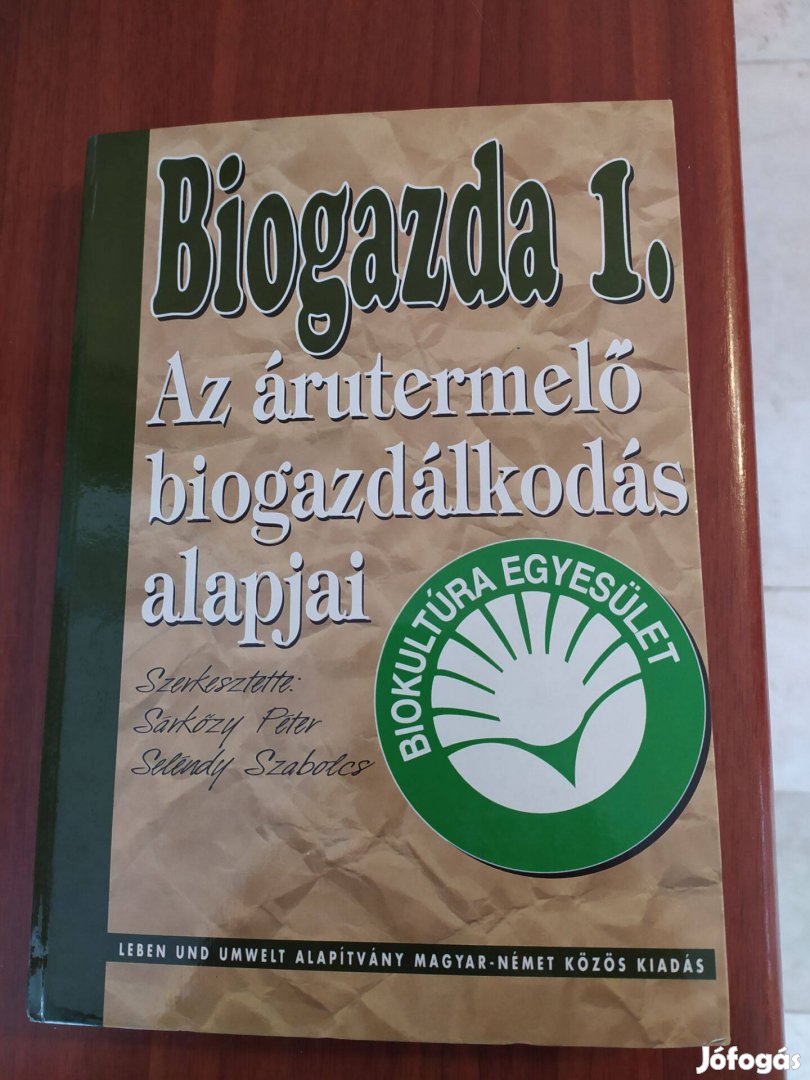 Biogazda 1.
Az árutermelő
biogazdálkodás
alapjai
BIOKULTÚRA EGYESÜLET
Szerkesztette:
Sárközy Péter
Seléndy Szabolcs
LEBEN UND UMWELT ALAPÍTVÁNY MAGYAR-NÉMET KÖZÖS KIADÁS
Jófogás